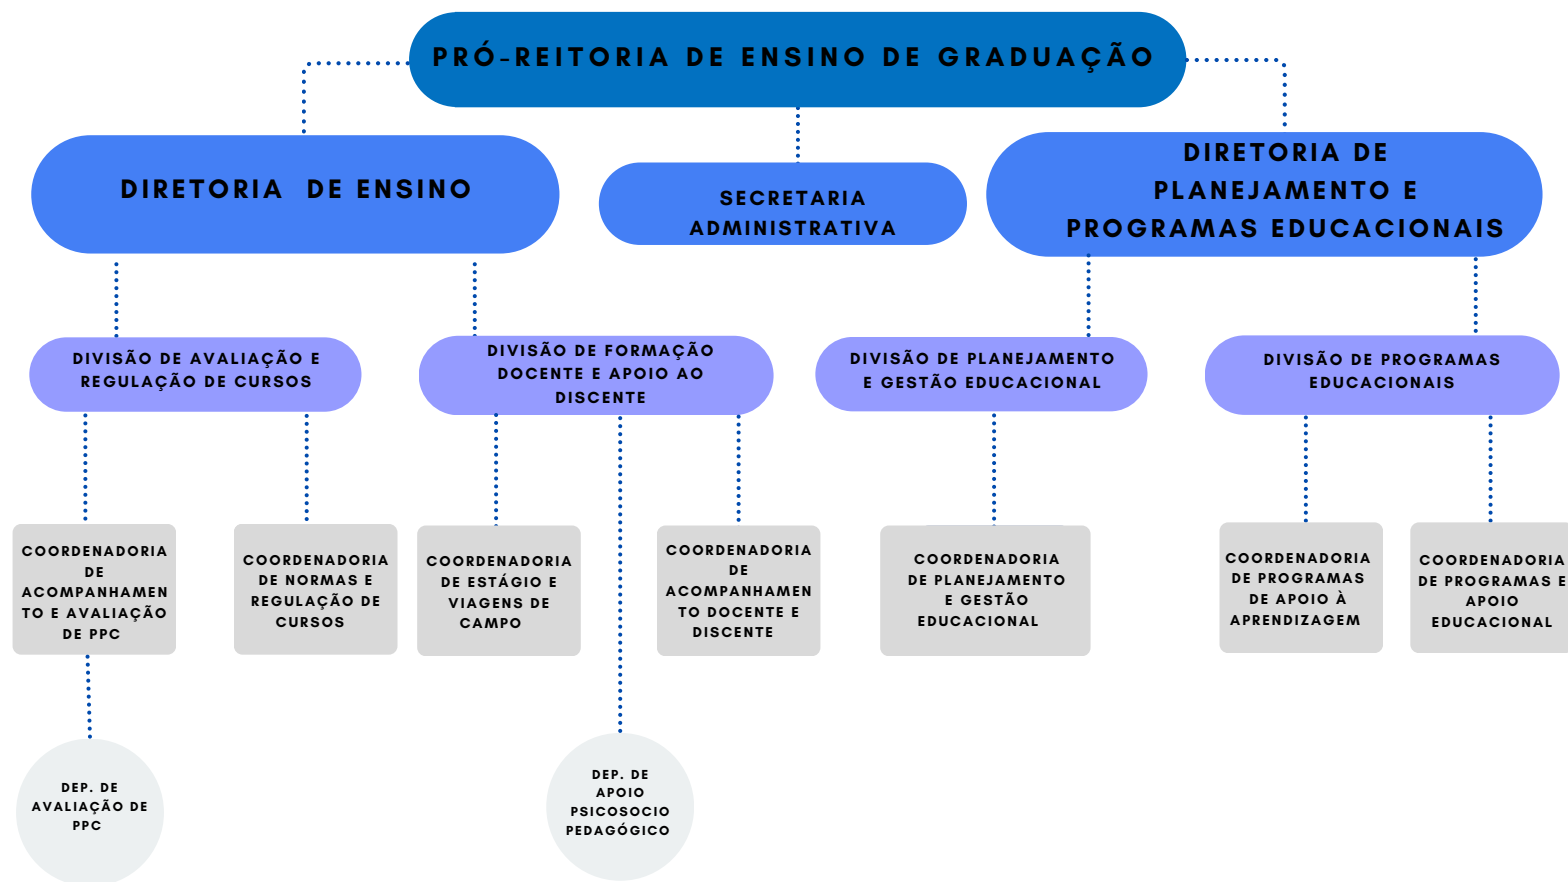 PRÓ-REITORIA DE ENSINO DE GRADUAÇÃO
DIRETORIA DE ENSINO
SECRETARIA
ADMINISTRATIVA
DIRETORIA DE
PLANEJAMENTO E
PROGRAMAS EDUCACIONAIS
DIVISÃO DE AVALIAÇÃO E
REGULAÇÃO DE CURSOS
DIVISÃO DE FORMAÇÃO
DOCENTE E APOIO AO
DISCENTE
DIVISÃO DE PLANEJAMENTO
E GESTÃO EDUCACIONAL
DIVISÃO DE PROGRAMAS
EDUCACIONAIS
COORDENADORIA
DE
ACOMPANHAMEN
TO E AVALIAÇÃO
DE PPC
COORDENADORIA
DE NORMAS E
REGULAÇÃO DE
CURSOS
COORDENADORIA
DE ESTÁGIO E
VIAGENS DE
CAMPO
COORDENADORIA
DE
ACOMPANHAMEN
TO DOCENTE E
DISCENTE
COORDENADORIA
DE PLANEJAMENTO
E GESTÃO
EDUCACIONAL
COORDENADORIA
DE PROGRAMAS
DE APOIO À
APRENDIZAGEM
COORDENADORIA
DE PROGRAMAS E
APOIO
EDUCACIONAL
DEP. DE
AVALIAÇÃO DE
PPC
DEP. DE
APOIO
PSICOSOCIO
PEDAGÓGICO